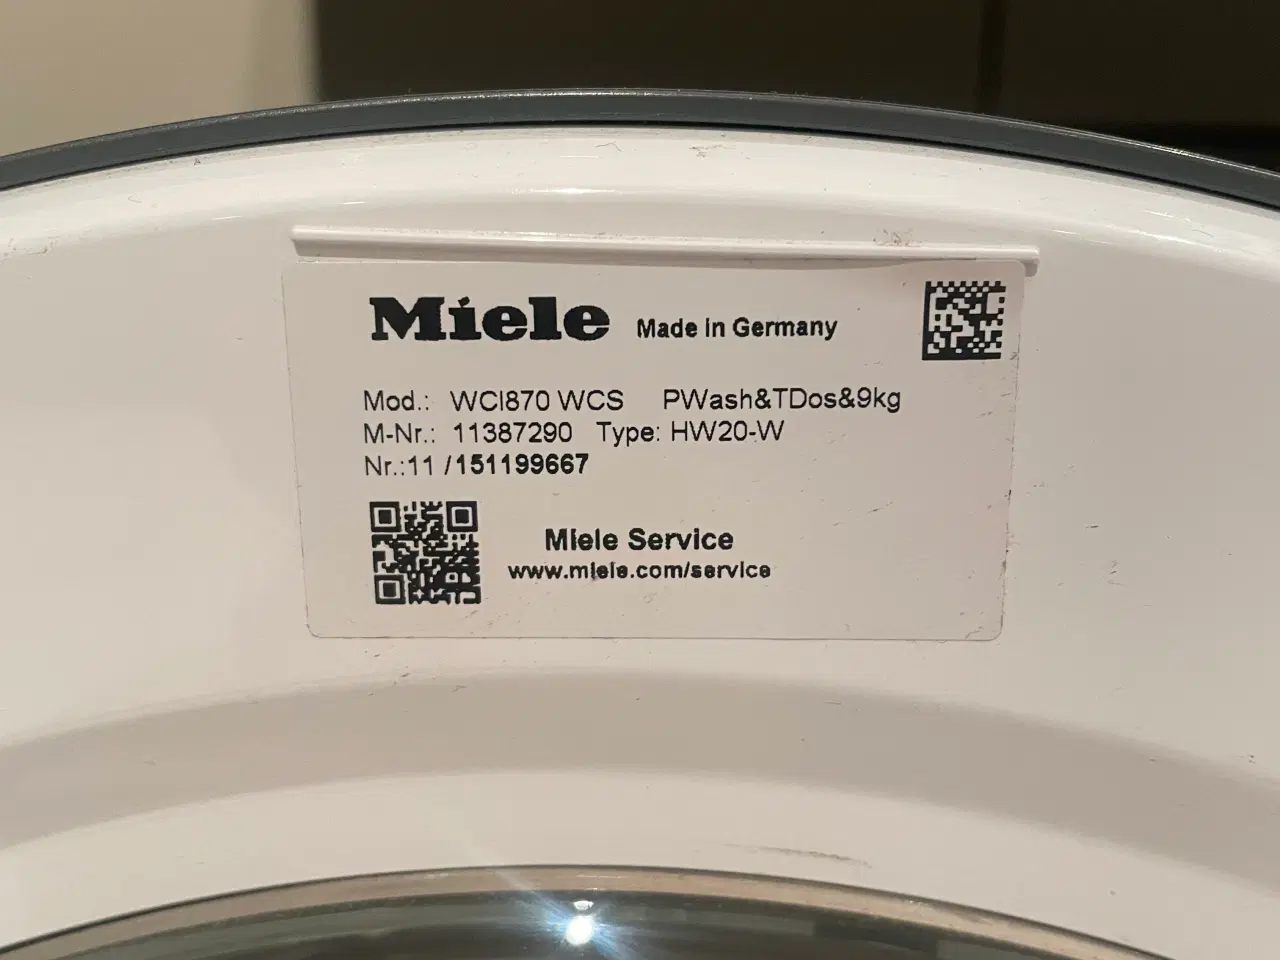 Miele Made in Germany
Mod.: WCI870 WCS PWash&TDos&9kg
M-Nr.: 11387290 Type: HW20-W
Nr.:11 /151199667
Miele Service
www.miele.com/service